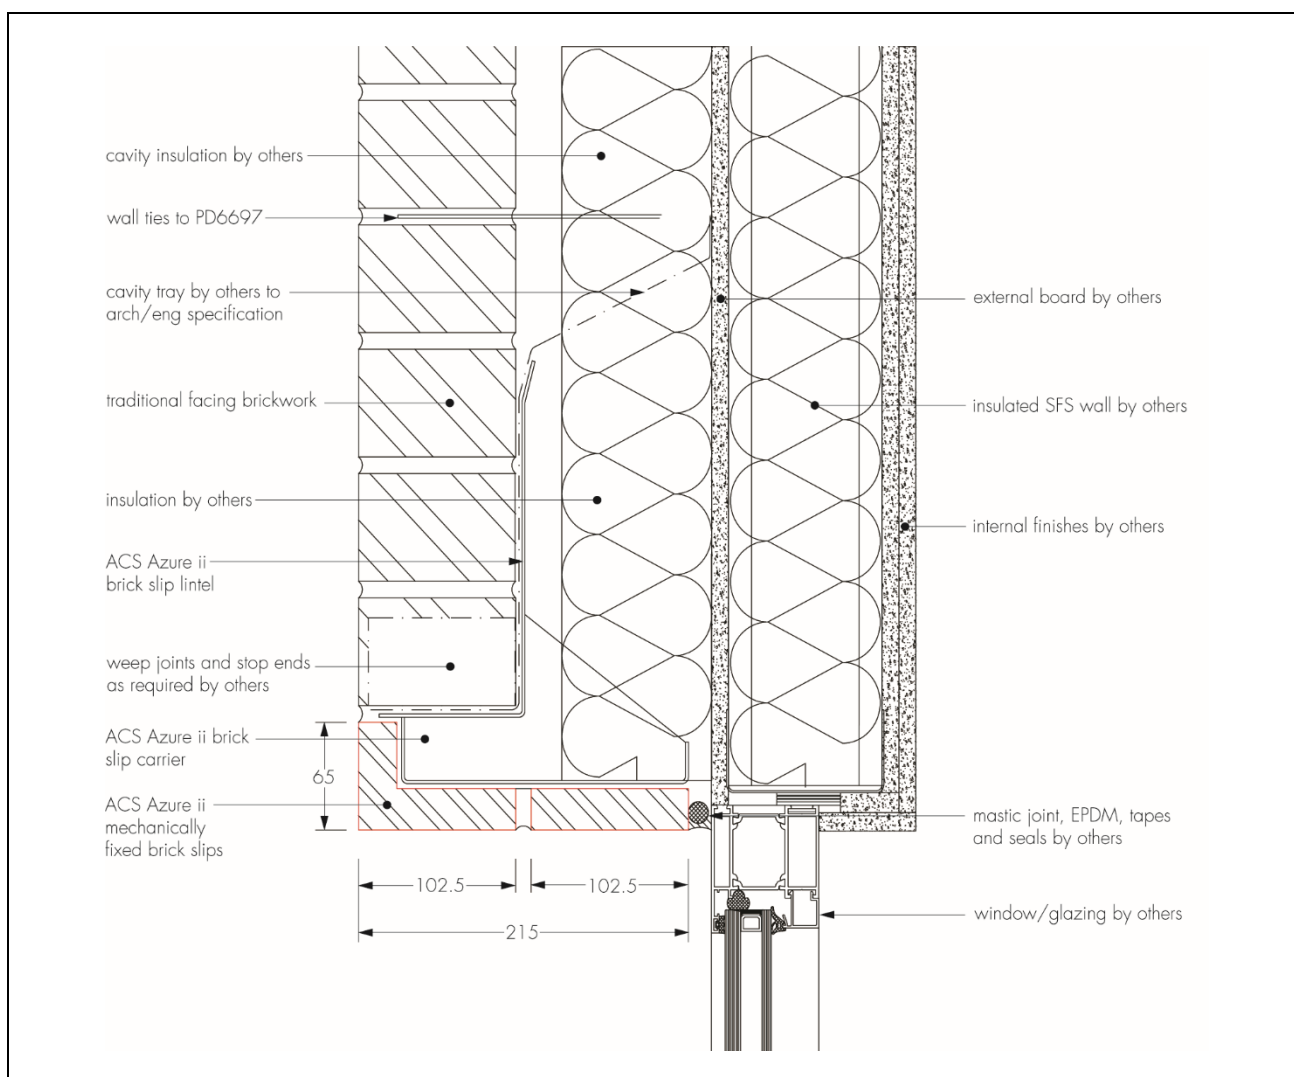 cavity insulation by others
wall ties to PD6697
cavity tray by others to
arch/eng specification
traditional facing brickwork
insulation by others
ACS Azure ii
brick slip lintel
weep joints and stop ends
as required by others
ACS Azure ii brick
slip carrier
65
ACS Azure ii
mechanically
fixed brick slips
102.5
102.5
215
external board by others
insulated SFS wall by others
internal finishes by others
mastic joint, EPDM, tapes
and seals by others
window/glazing by others